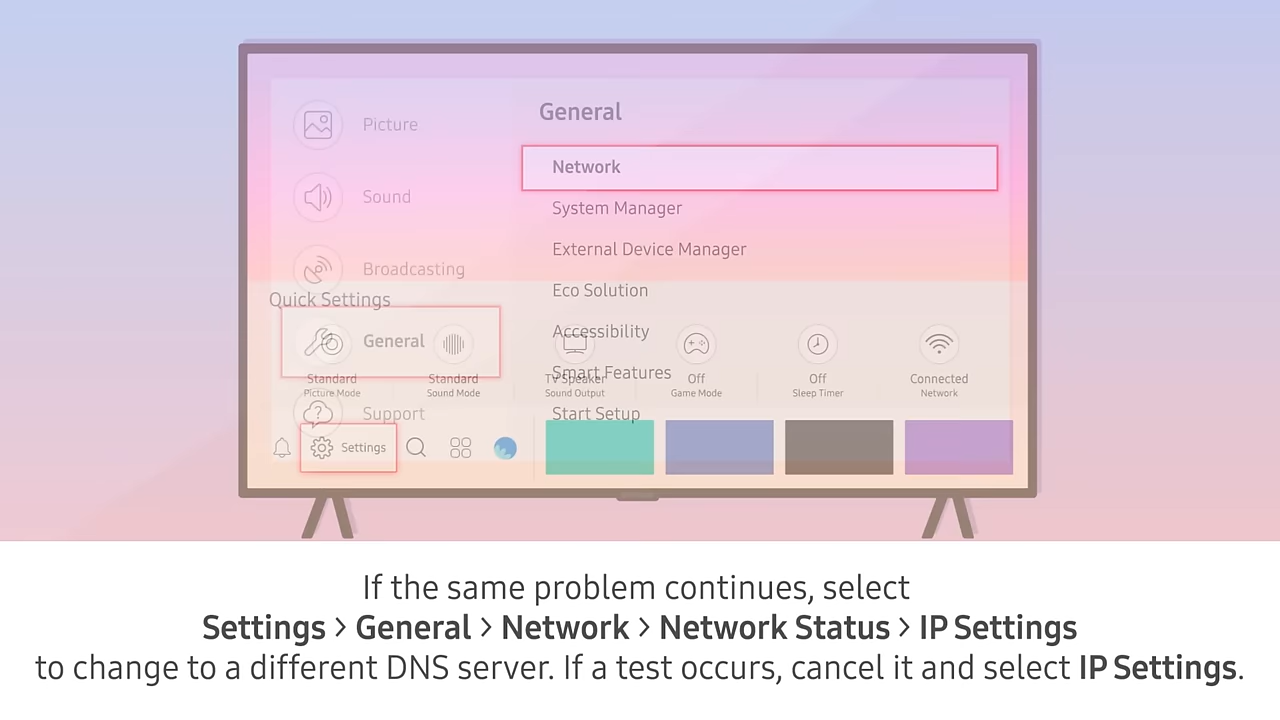 General
Picture
Network
Sound
System Manager
External Device Manager
Broadcasting
Eco Solution
Quick Settings
Accessibility
General
Smart Features
Standard
Picture Mode
Standard
Sound Mode
TV Speaker
Sound Output
Off
Game Mode
Off
Sleep Timer
Connected
Network
Support
Start Setup
Settings
If the same problem continues, select
Settings > General > Network > Network Status > IP Settings
to change to a different DNS server. If a test occurs, cancel it and select IP Settings.